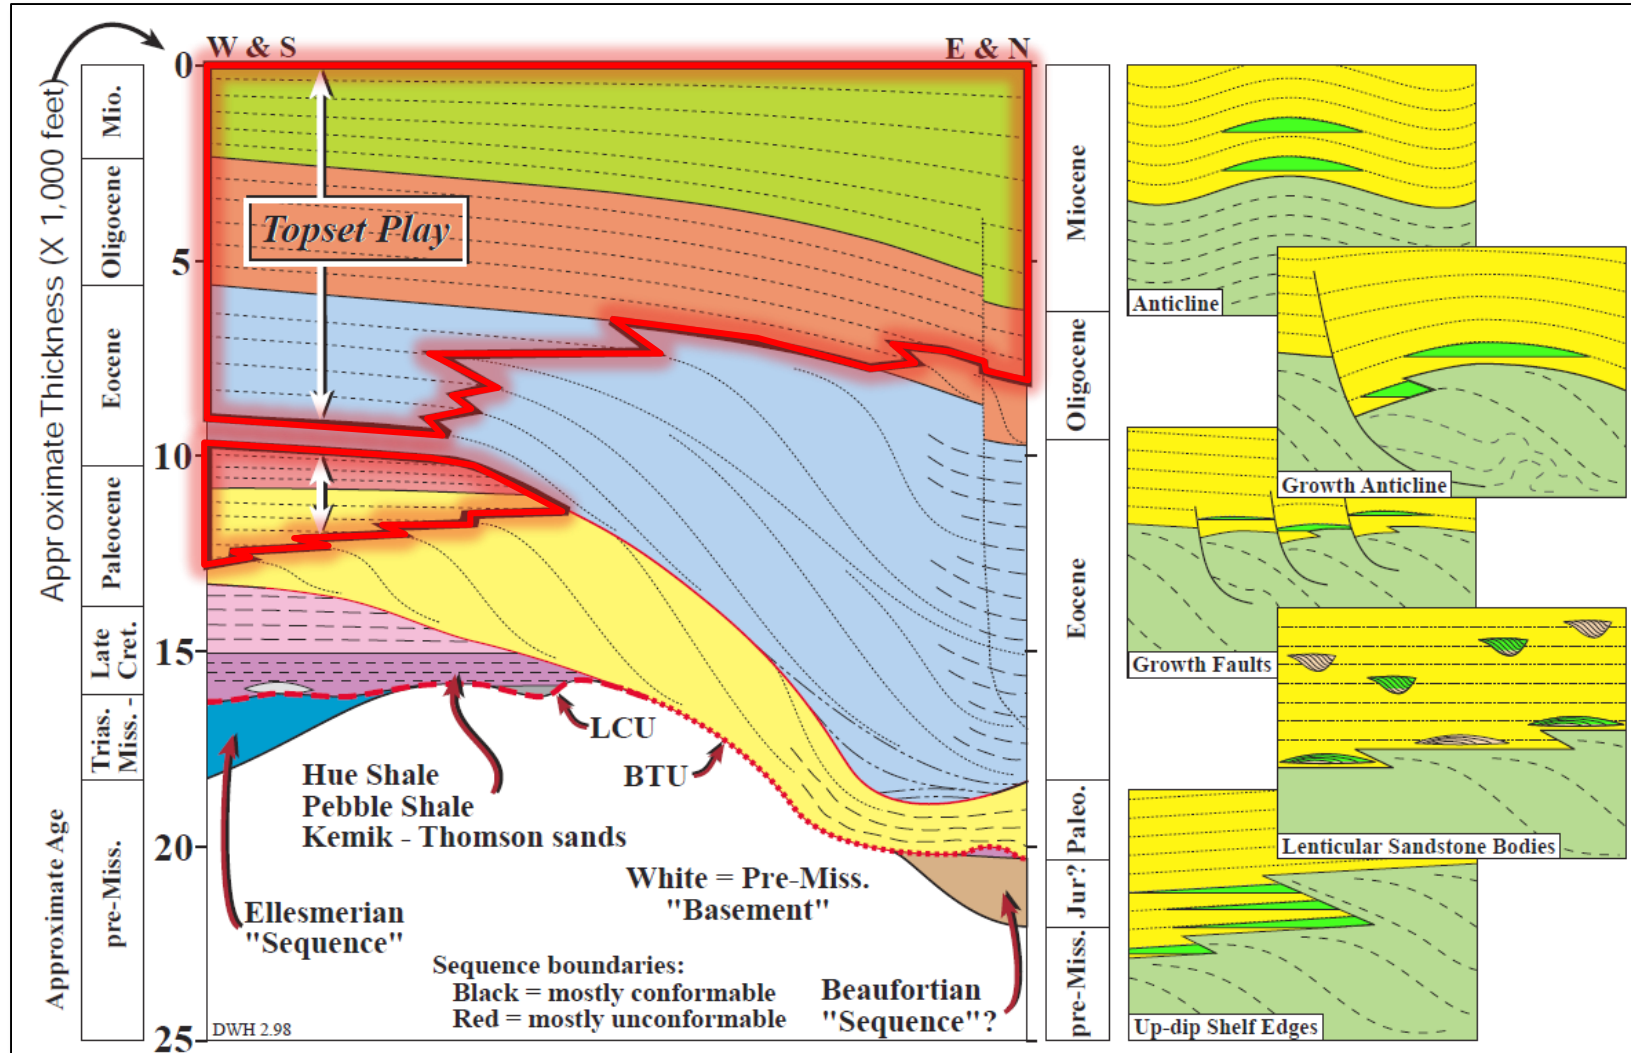 Appr oximate Thickness (X 1,000 feet)
W & S
E & N
0
5
10
15
20
25
Mio.
Oligocene
Eocene
Paleocene
Late
Cret.
Trias.
Miss. -
pre-Miss.
Approximate Age
Topset Play
LCU
BTU
Hue Shale
Pebble Shale
Kemik - Thomson sands
White = Pre-Miss.
"Basement"
Ellesmerian
"Sequence"
Sequence boundaries:
Black = mostly conformable
Red = mostly unconformable
Beaufortian
"Sequence"?
DWH 2.98
Miocene
Oligocene
Eocene
Paleo.
Jur?
pre-Miss.
Anticline
Growth Anticline
Growth Faults
Lenticular Sandstone Bodies
Up-dip Shelf Edges